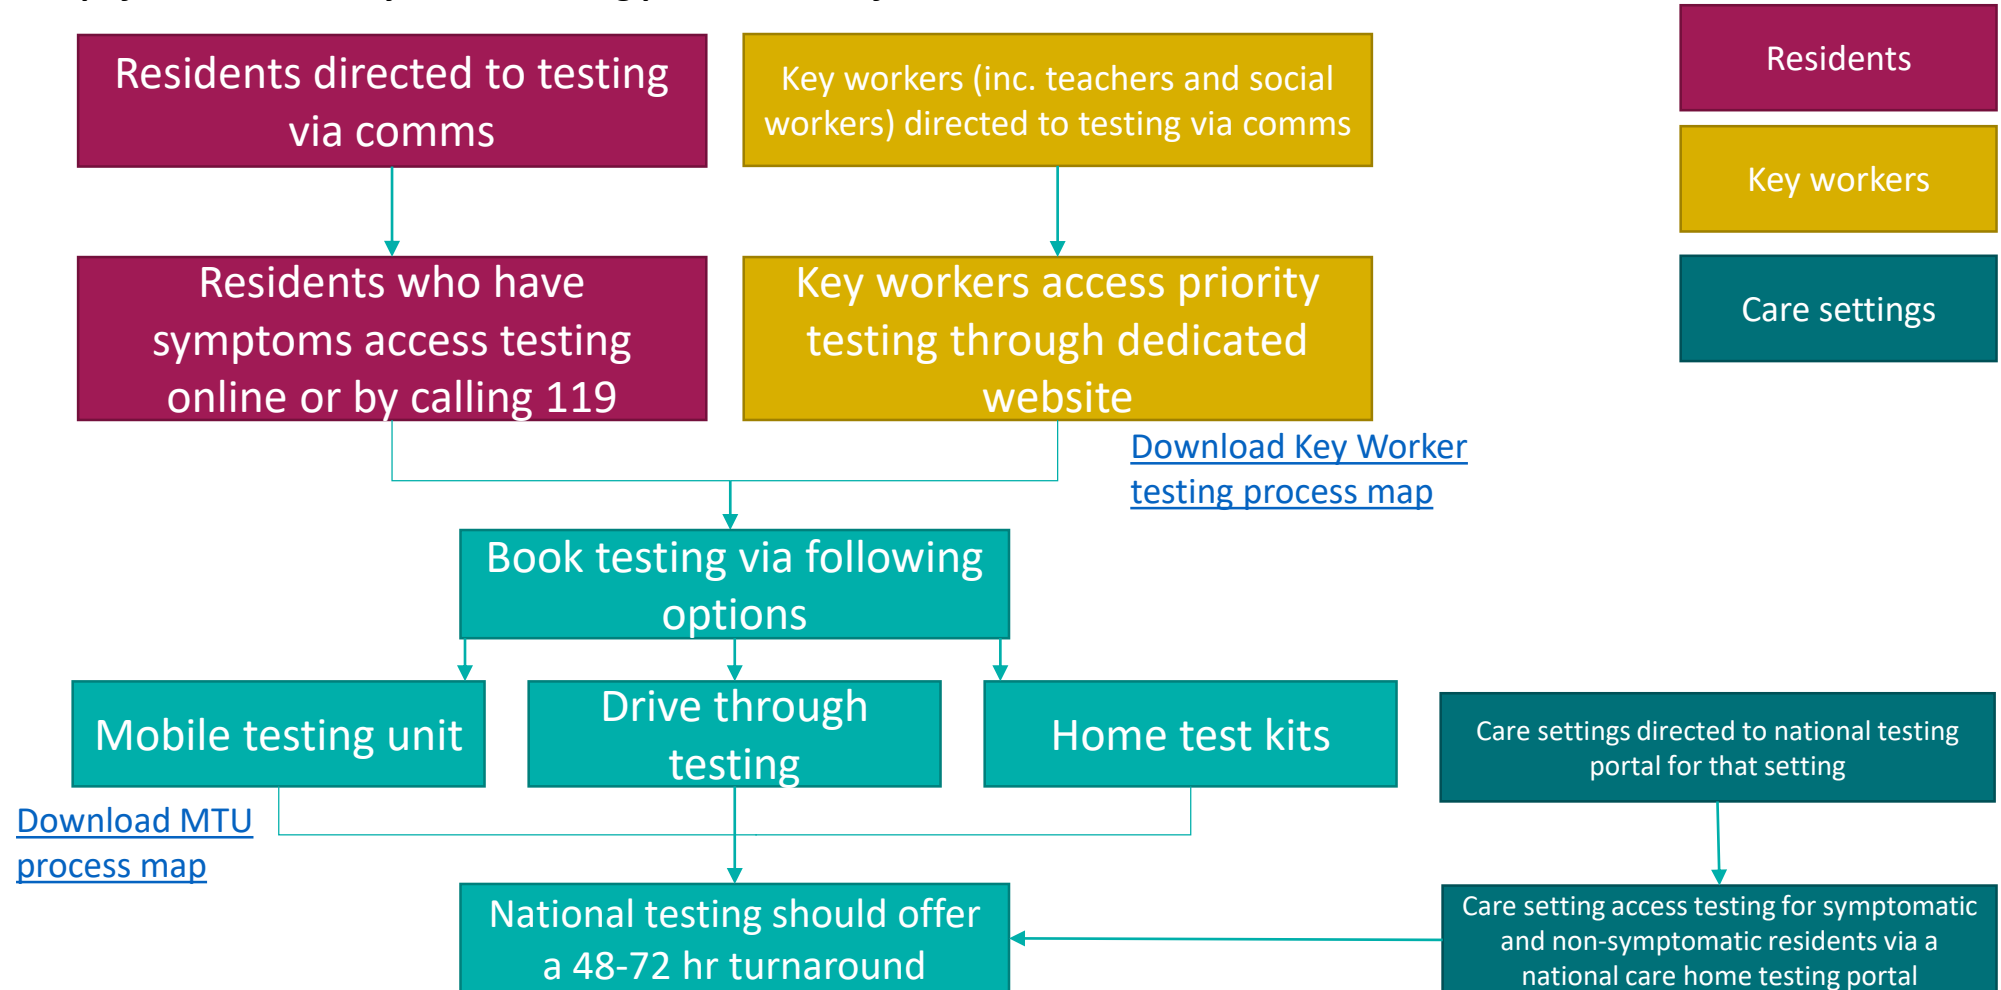 Residents directed to testing
via comms
Key workers (inc. teachers and social
workers) directed to testing via comms
Residents
Key workers
Care settings
Residents who have
symptoms access testing
online or by calling 119
Key workers access priority
testing through dedicated
website
Download Key Worker
testing process map
Book testing via following
options
Mobile testing unit
Drive through
testing
Home test kits
Download MTU
process map
Care settings directed to national testing
portal for that setting
National testing should offer
a 48-72 hr turnaround
Care setting access testing for symptomatic
and non-symptomatic residents via a
national care home testing portal